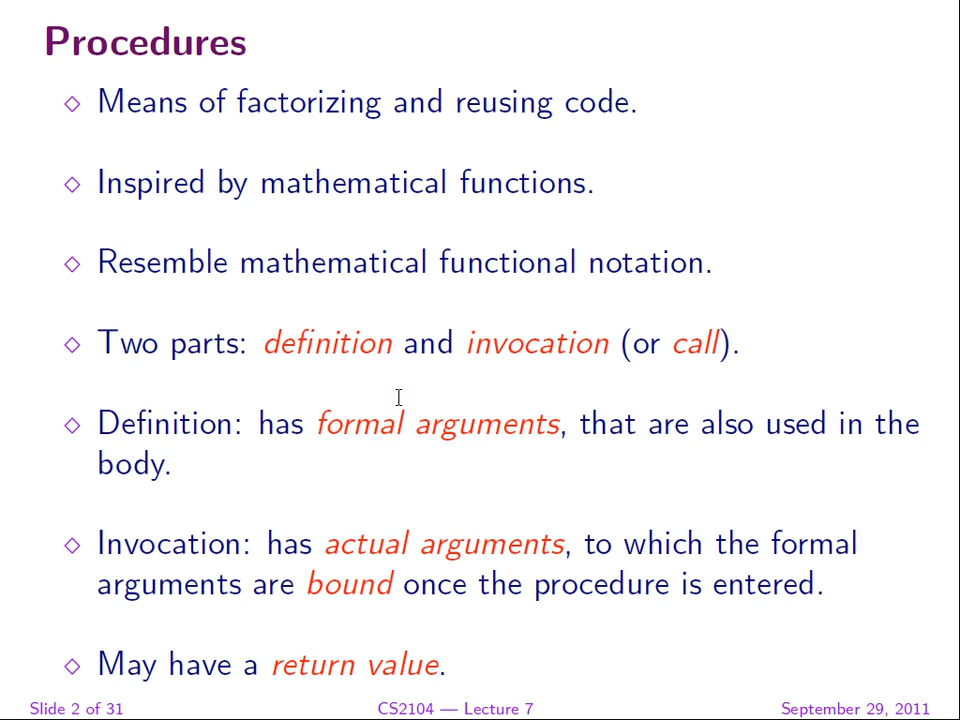 Procedures
◇ Means of factorizing and reusing code.
◇ Inspired by mathematical functions.
◇ Resemble mathematical functional notation.
◇ Two parts: definition and invocation (or call).
◇ Definition: has formal arguments, that are also used in the
body.
◇ Invocation: has actual arguments, to which the formal
arguments are bound once the procedure is entered.
◇ May have a return value.
Slide 2 of 31 CS2104 — Lecture 7 September 29, 2011